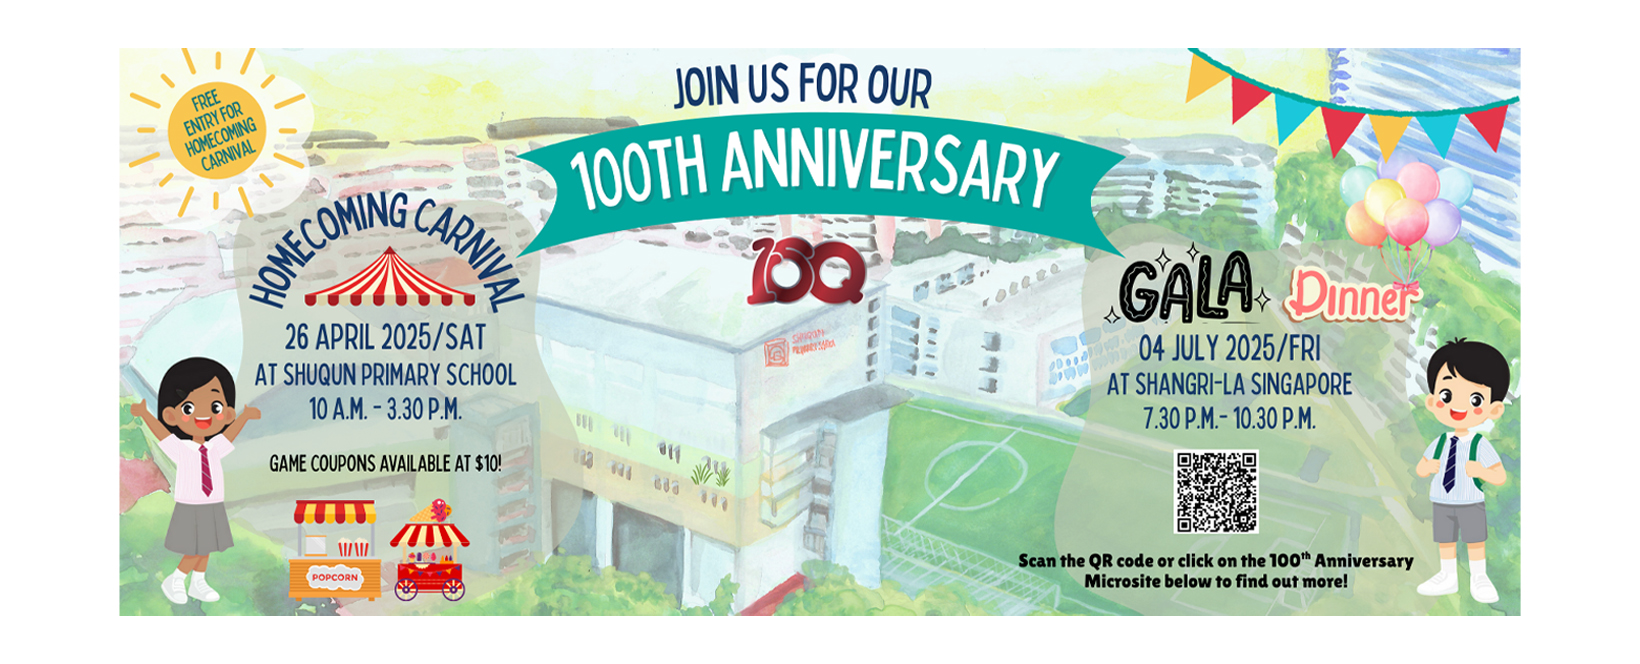 FREE
ENTRY FOR
HOMECOMING
CARNIVAL
JOIN US FOR OUR
100TH ANNIVERSARY
100
HOMECOMING CARNIVAL
26 APRIL 2025/SAT
AT SHUQUN PRIMARY SCHOOL
10 A.M. - 3.30 P.M.
GAME COUPONS AVAILABLE AT $10!
POPCORN
SHUQUN
GALA Dinner
04 JULY 2025/FRI
AT SHANGRI-LA SINGAPORE
7.30 P.M.- 10.30 P.M.
Scan the QR code or click on the 100th Anniversary
Microsite below to find out more!